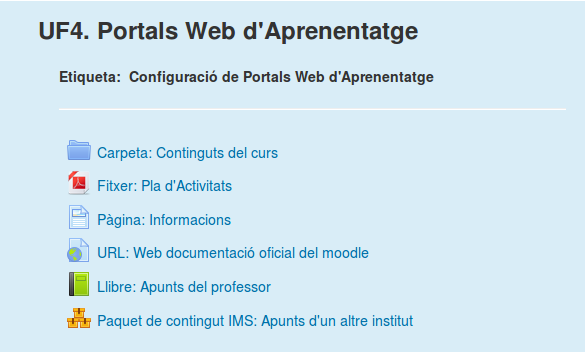 UF4. Portals Web d'Aprenentatge
Etiqueta: Configuració de Portals Web d'Aprenentatge
Carpeta: Continguts del curs
Fitxer: Pla d'Activitats
Pàgina: Informacions
URL: Web documentació oficial del moodle
Llibre: Apunts del professor
Paquet de contingut IMS: Apunts d'un altre institut